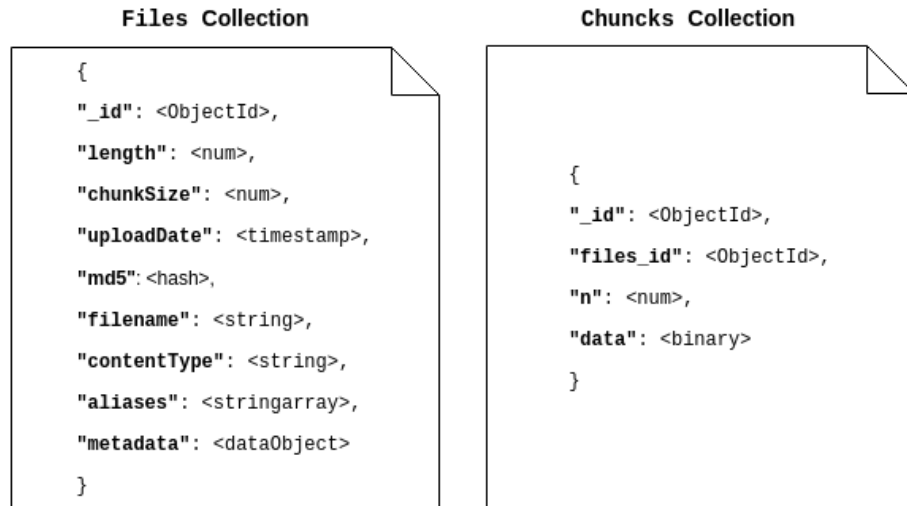 Files Collection
{
"_id": <ObjectId>,
"length": <num>,
"chunkSize": <num>,
"uploadDate": <timestamp>,
"md5": <hash>,
"filename": <string>,
"contentType": <string>,
"aliases": <stringarray>,
"metadata": <dataObject>
}
Chuncks Collection
{
"_id": <ObjectId>,
"files_id": <ObjectId>,
"n": <num>,
"data": <binary>
}